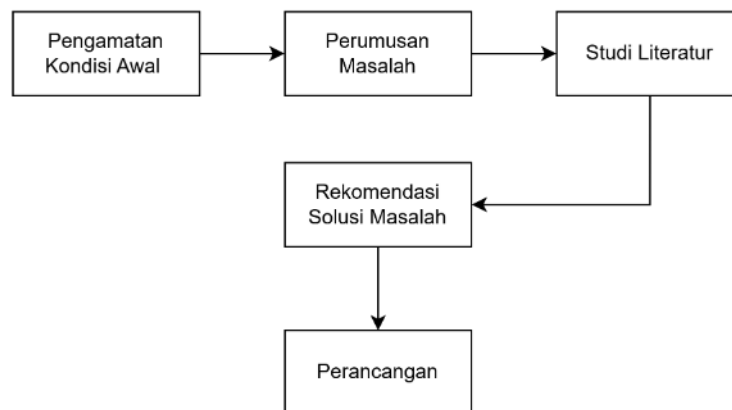 Pengamatan
Kondisi Awal
Perumusan
Masalah
Studi Literatur
Rekomendasi
Solusi Masalah
Perancangan